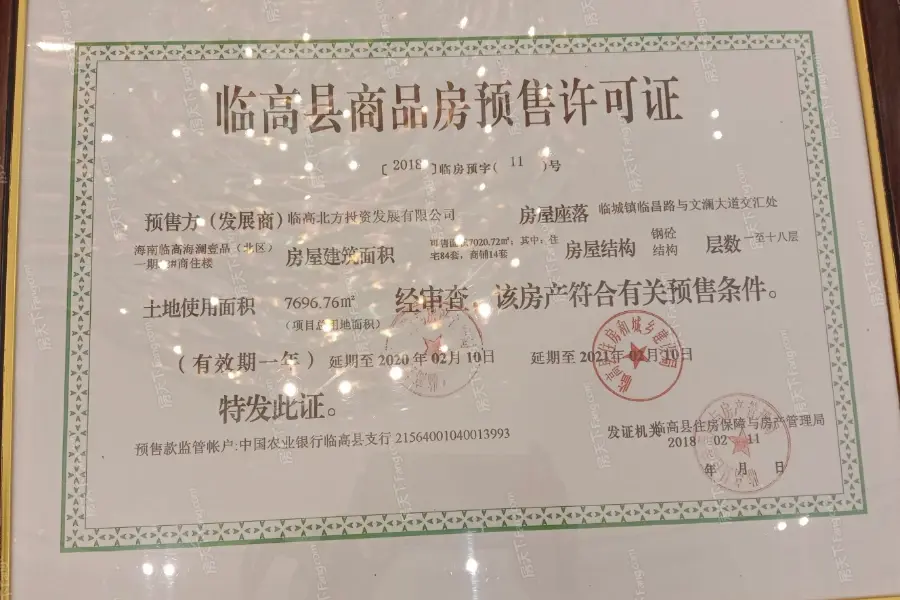 临高县商品房预售许可证
〔2018〕临房预字( 11 )号
预售方(发展商)临高北方投资发展有限公司 房屋座落 临城镇临昌路与文澜大道交汇处
海南临高海澜壹品(北区)
一期 #商住楼
房屋建筑面积
7020.72㎡;其中:住
宅84套,商铺14套
房屋结构 钢砼
结构
层数 一至十八层
土地使用面积 7696.76㎡
(项目总用地面积)
经审查,该房产符合有关预售条件。
(有效期一年) 延期至2020年02月10日 延期至2021年02月10日
特发此证。
预售款监管帐户:中国农业银行临高县支行 21564001040013993
发证机关 临高县住房保障与房产管理局
2018 02 11
年 月 日